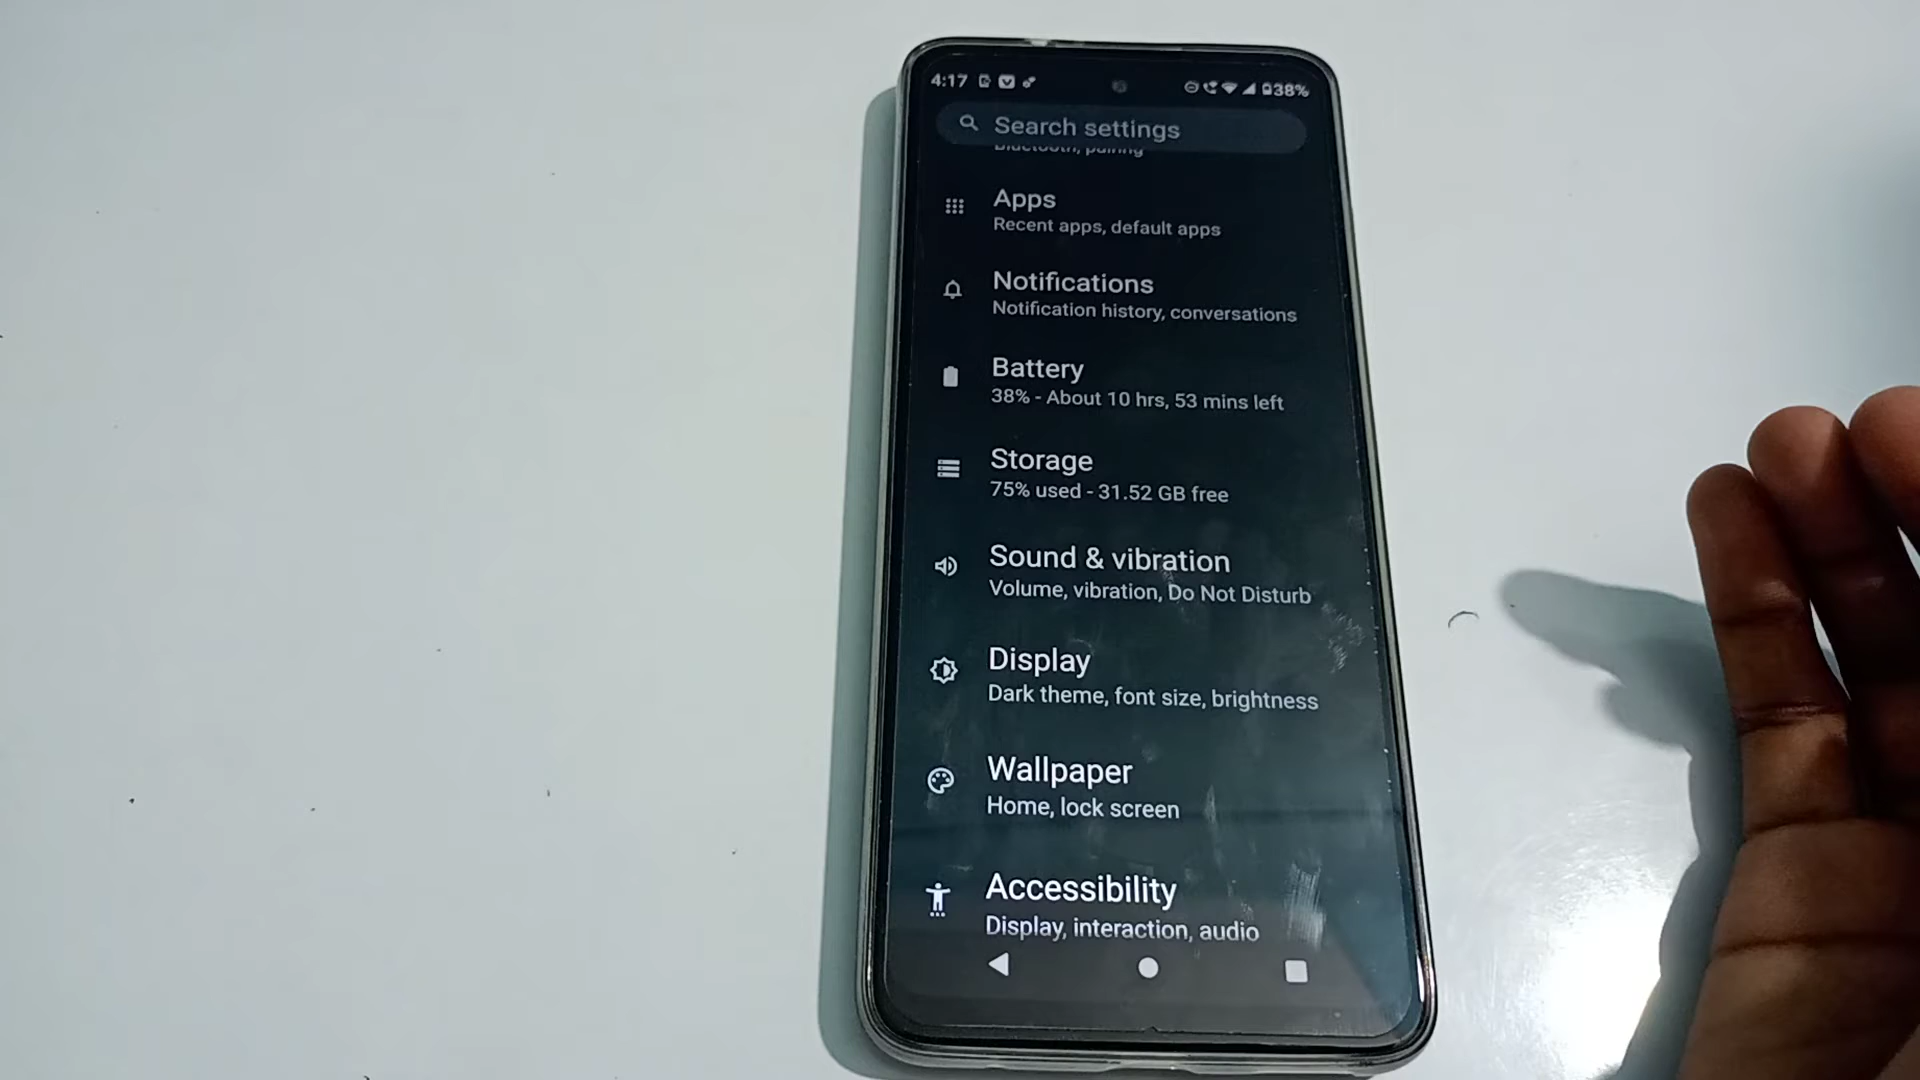 4:17 38%
Search settings
Bluetooth, pairing
Apps
Recent apps, default apps
Notifications
Notification history, conversations
Battery
38% - About 10 hrs, 53 mins left
Storage
75% used - 31.52 GB free
Sound & vibration
Volume, vibration, Do Not Disturb
Display
Dark theme, font size, brightness
Wallpaper
Home, lock screen
Accessibility
Display, interaction, audio